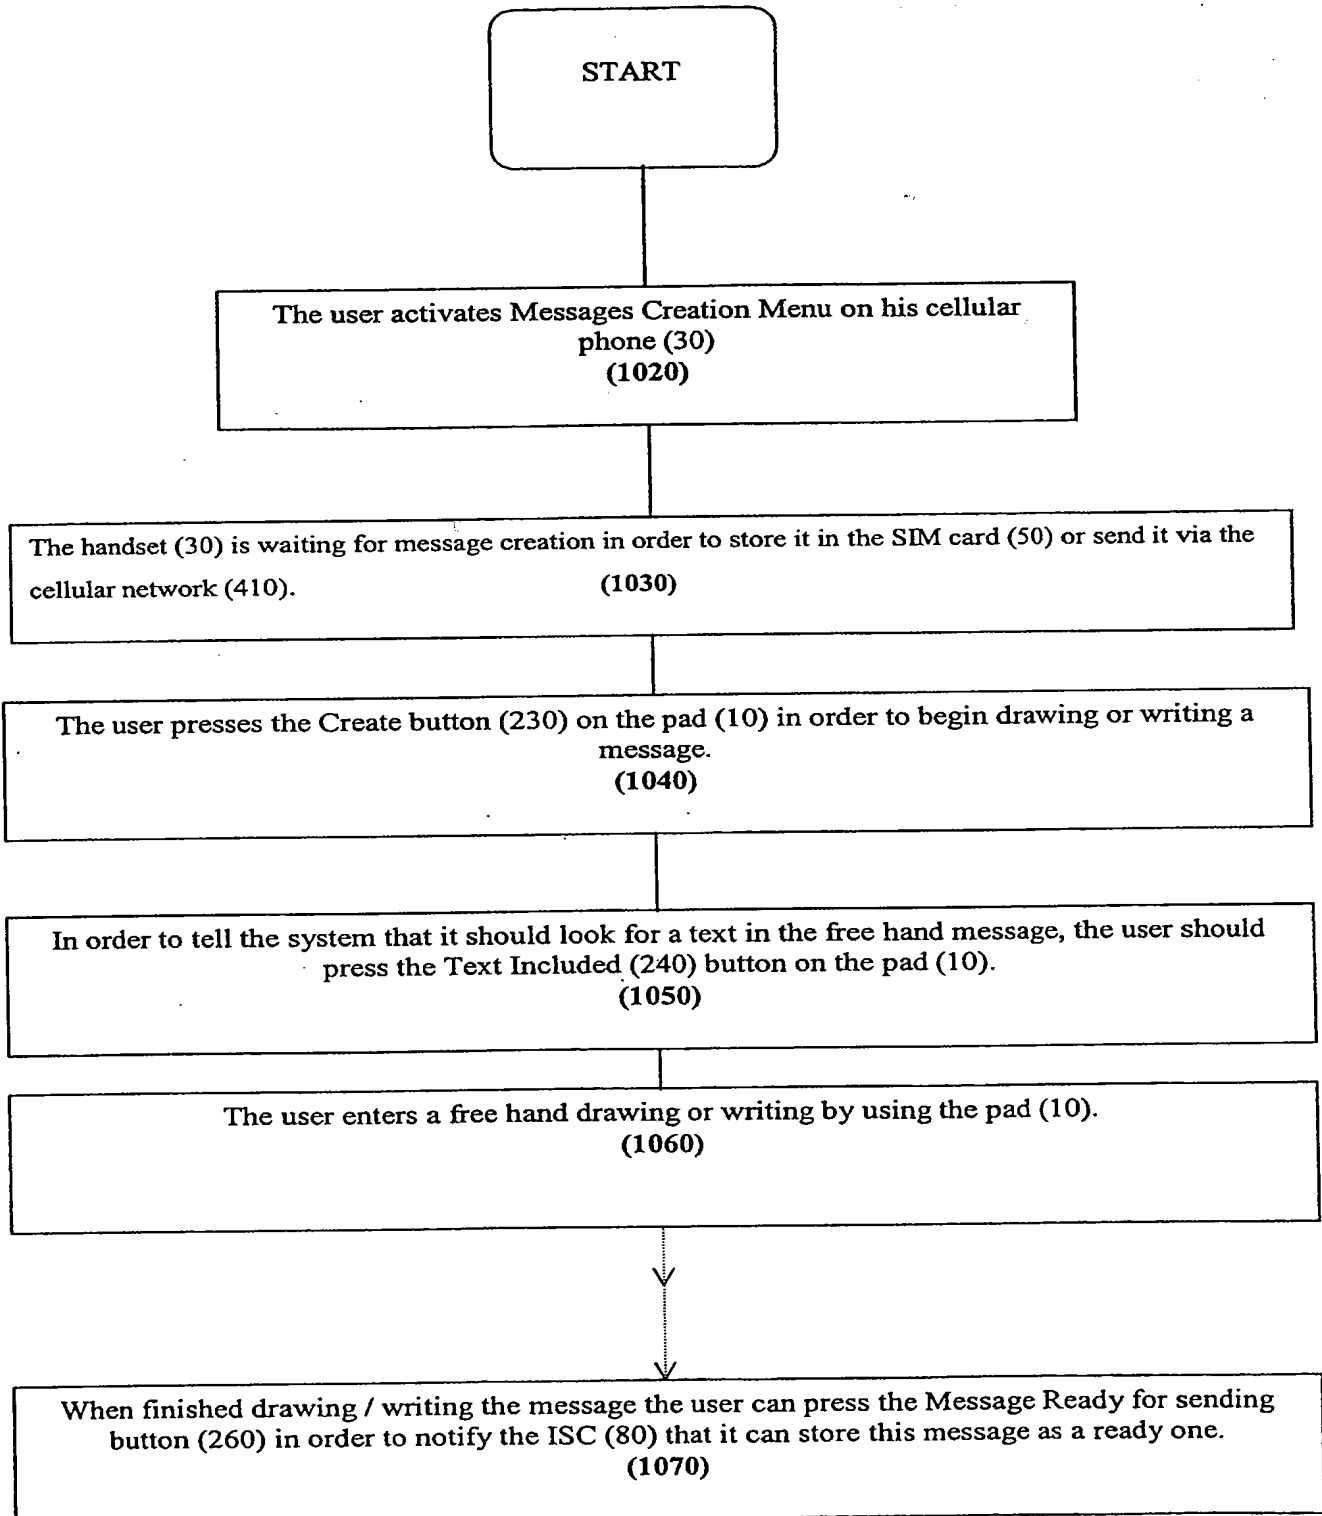 START
The user activates Messages Creation Menu on his cellular
phone (30)
(1020)
The handset (30) is waiting for message creation in order to store it in the SIM card (50) or send it via the
cellular network (410). (1030)
The user presses the Create button (230) on the pad (10) in order to begin drawing or writing a
message.
(1040)
In order to tell the system that it should look for a text in the free hand message, the user should
press the Text Included (240) button on the pad (10).
(1050)
The user enters a free hand drawing or writing by using the pad (10).
(1060)
When finished drawing / writing the message the user can press the Message Ready for sending
button (260) in order to notify the ISC (80) that it can store this message as a ready one.
(1070)